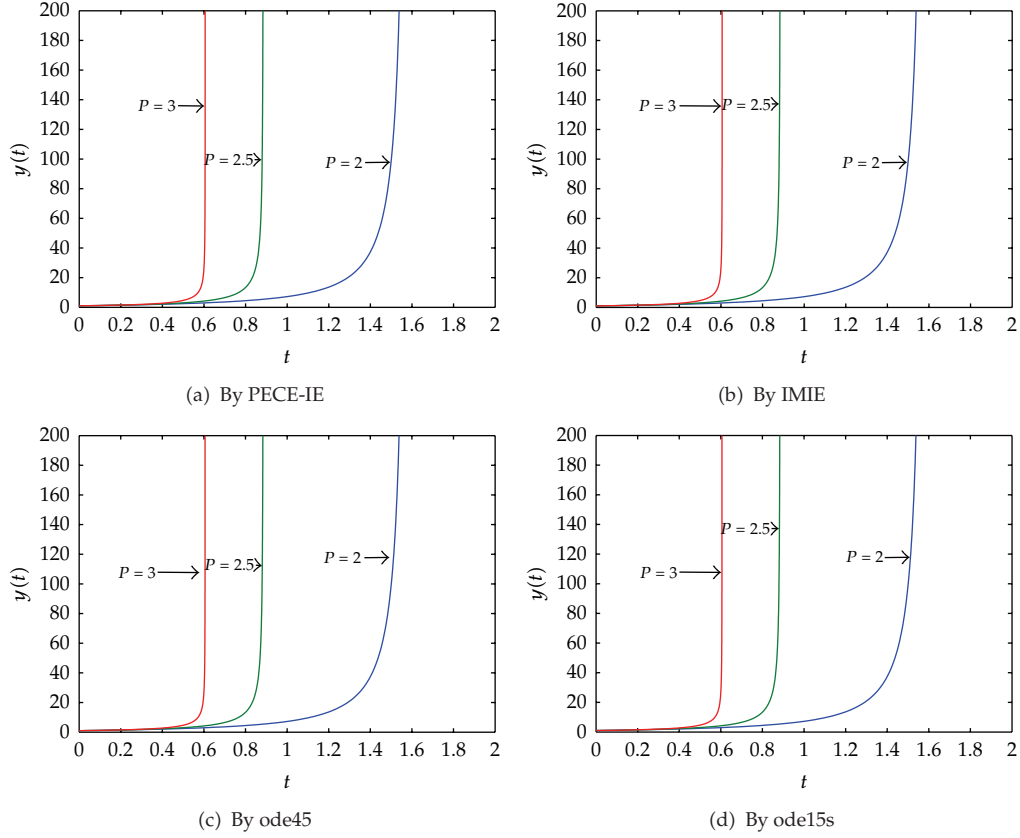 200
180
160
140
120
100
80
60
40
20
0
y(t)
P = 3
P = 2.5
P = 2
0 0.2 0.4 0.6 0.8 1 1.2 1.4 1.6 1.8 2
t
(a) By PECE-IE
200
180
160
140
120
100
80
60
40
20
0
y(t)
P = 3
P = 2.5
P = 2
0 0.2 0.4 0.6 0.8 1 1.2 1.4 1.6 1.8 2
t
(b) By IMIE
200
180
160
140
120
100
80
60
40
20
0
y(t)
P = 3
P = 2.5
P = 2
0 0.2 0.4 0.6 0.8 1 1.2 1.4 1.6 1.8 2
t
(c) By ode45
200
180
160
140
120
100
80
60
40
20
0
y(t)
P = 2.5
P = 3
P = 2
0 0.2 0.4 0.6 0.8 1 1.2 1.4 1.6 1.8 2
t
(d) By ode15s